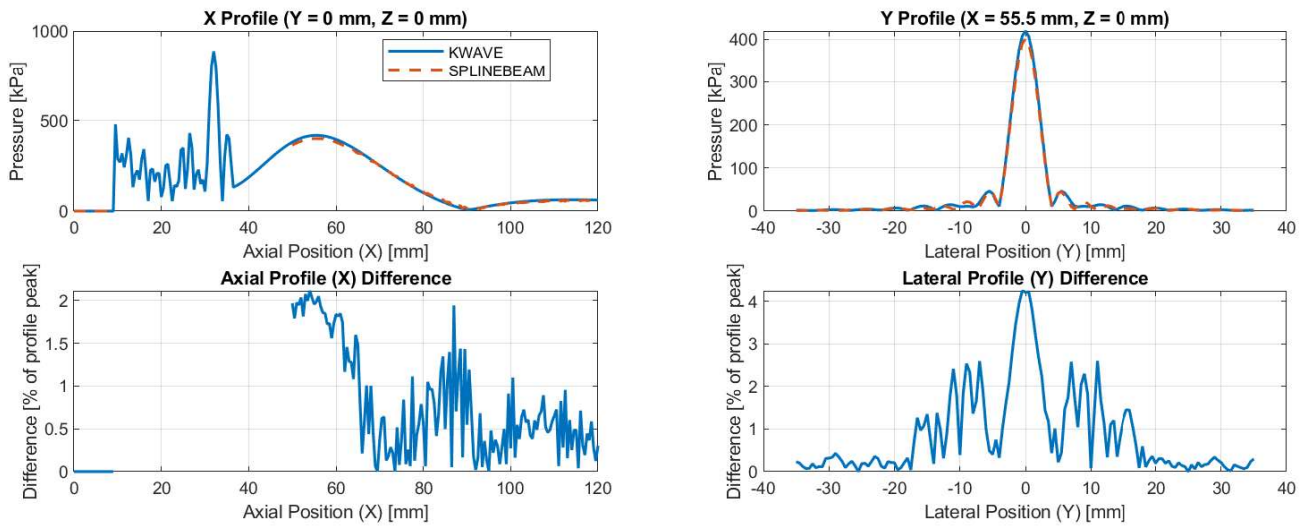 X Profile (Y = 0 mm, Z = 0 mm)
1000
500
0
Pressure [kPa]
KWAVE
SPLINEBEAM
0 20 40 60 80 100 120
Axial Position (X) [mm]
Y Profile (X = 55.5 mm, Z = 0 mm)
400
300
200
100
0
Pressure [kPa]
-40 -30 -20 -10 0 10 20 30 40
Lateral Position (Y) [mm]
Axial Profile (X) Difference
2
1.5
1
0.5
0
Difference [% of profile peak]
0 20 40 60 80 100 120
Axial Position (X) [mm]
Lateral Profile (Y) Difference
4
3
2
1
0
Difference [% of profile peak]
-40 -30 -20 -10 0 10 20 30 40
Lateral Position (Y) [mm]